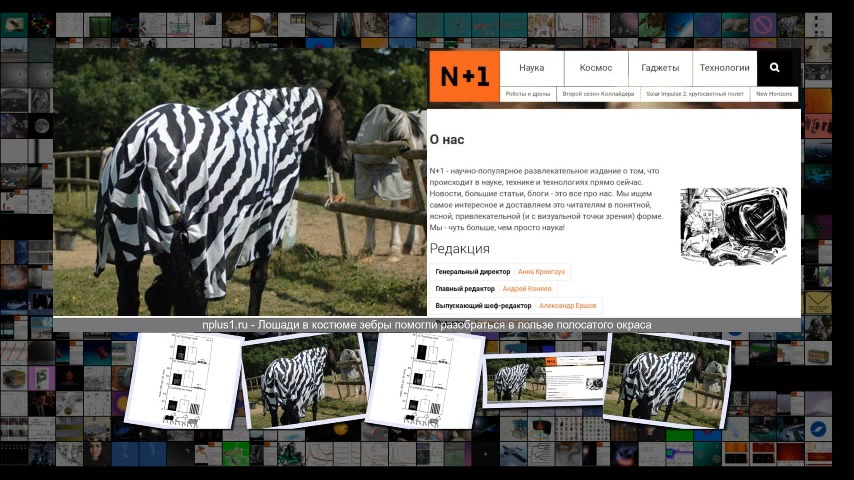 N+1
Наука
Космос
Гаджеты
Технологии
Роботы и дроны
Второй сезон Коллайдера
Solar Impulse 2: кругосветный полет
New Horizons
О нас
N+1 - научно-популярное развлекательное издание о том, что
происходит в науке, технике и технологиях прямо сейчас.
Новости, большие статьи, блоги - это все про нас. Мы ищем
самое интересное и доставляем это читателям в понятной,
ясной, привлекательной (и с визуальной точки зрения) форме.
Мы - чуть больше, чем просто наука!
Редакция
Генеральный директор Анна Кронгауз
Главный редактор Андрей Коняев
Выпускающий шеф-редактор Александр Ершов
nplus1.ru - Лошади в костюме зебры помогли разобраться в пользе полосатого окраса